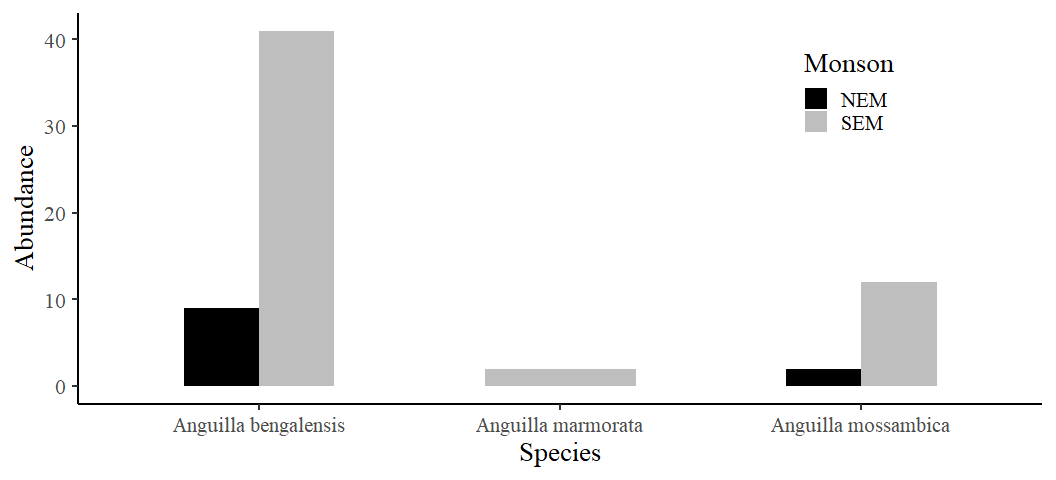 Monson
NEM
SEM
Abundance
40
30
20
10
0
Anguilla bengalensis
Anguilla marmorata
Anguilla mossambica
Species